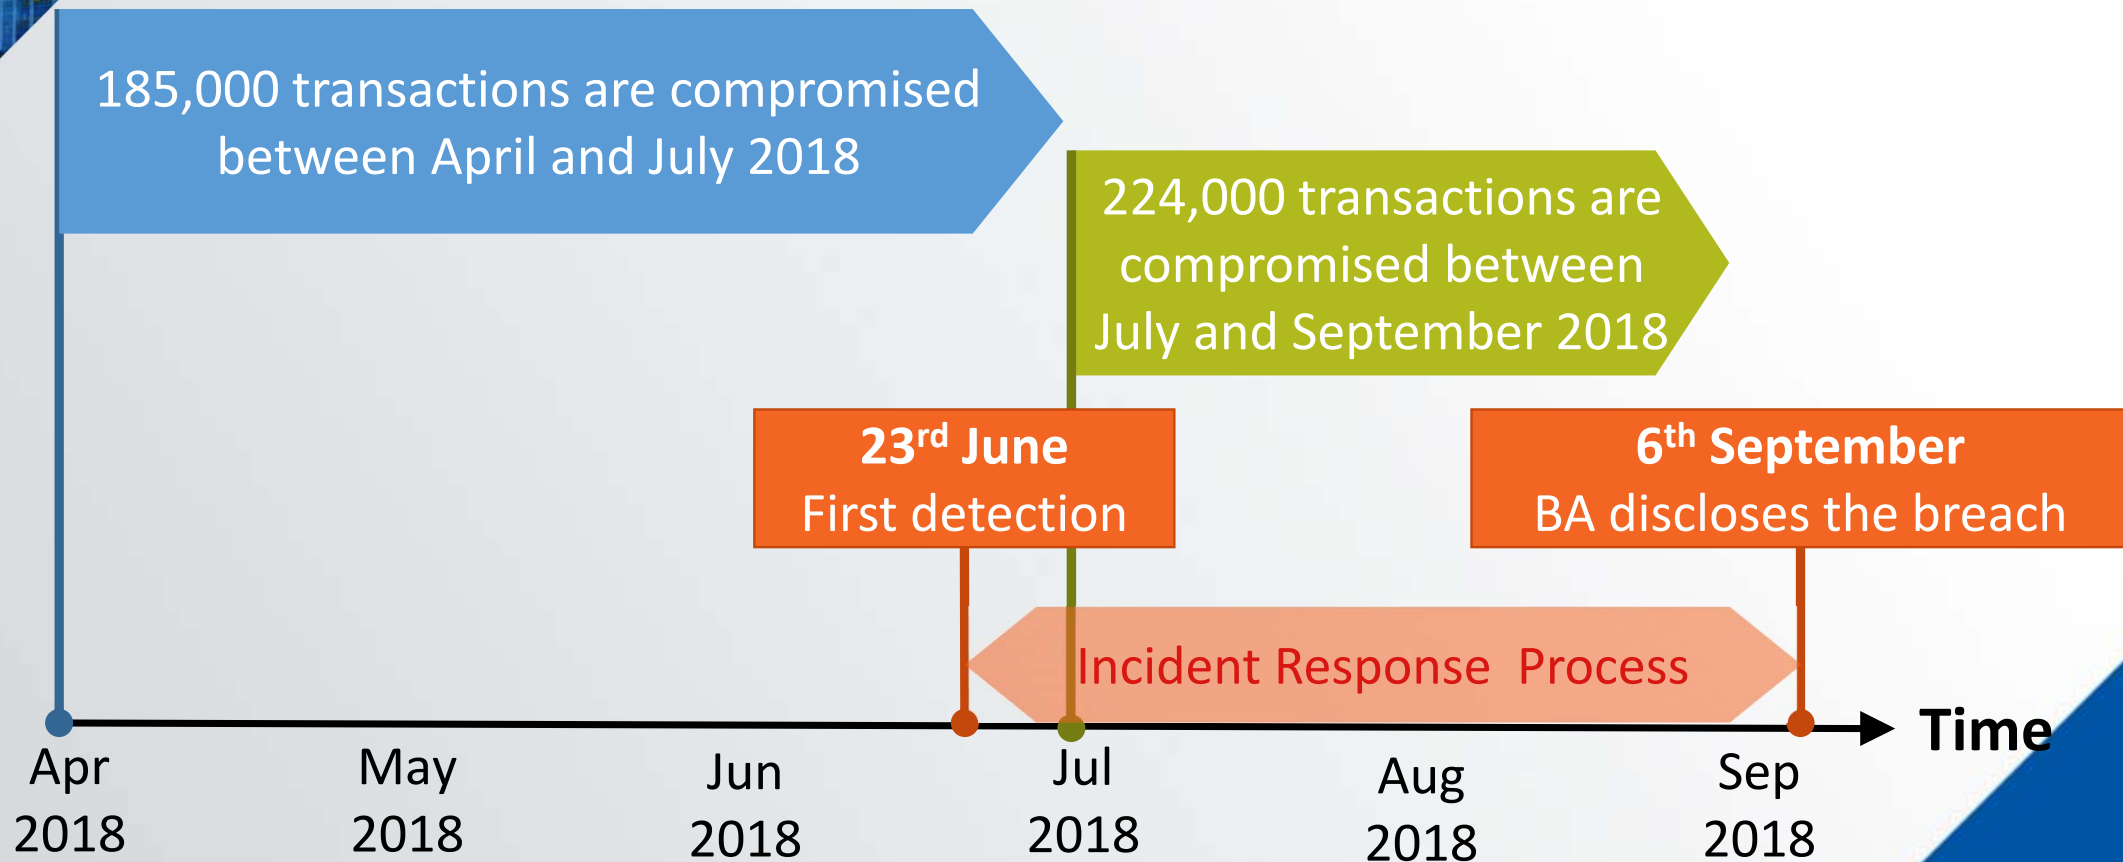 185,000 transactions are compromised
between April and July 2018
224,000 transactions are
compromised between
July and September 2018
23rd June
First detection
6th September
BA discloses the breach
Incident Response  Process
Time
Apr
2018
May
2018
Jun
2018
Jul
2018
Aug
2018
Sep
2018